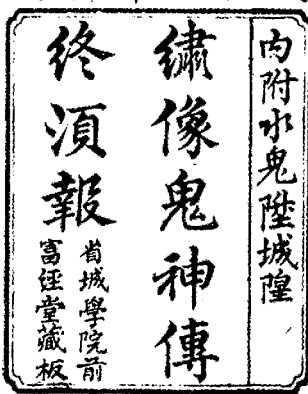 內附水鬼陞城隍
繡像鬼神傳
終須報
省城學院前
富經堂藏板